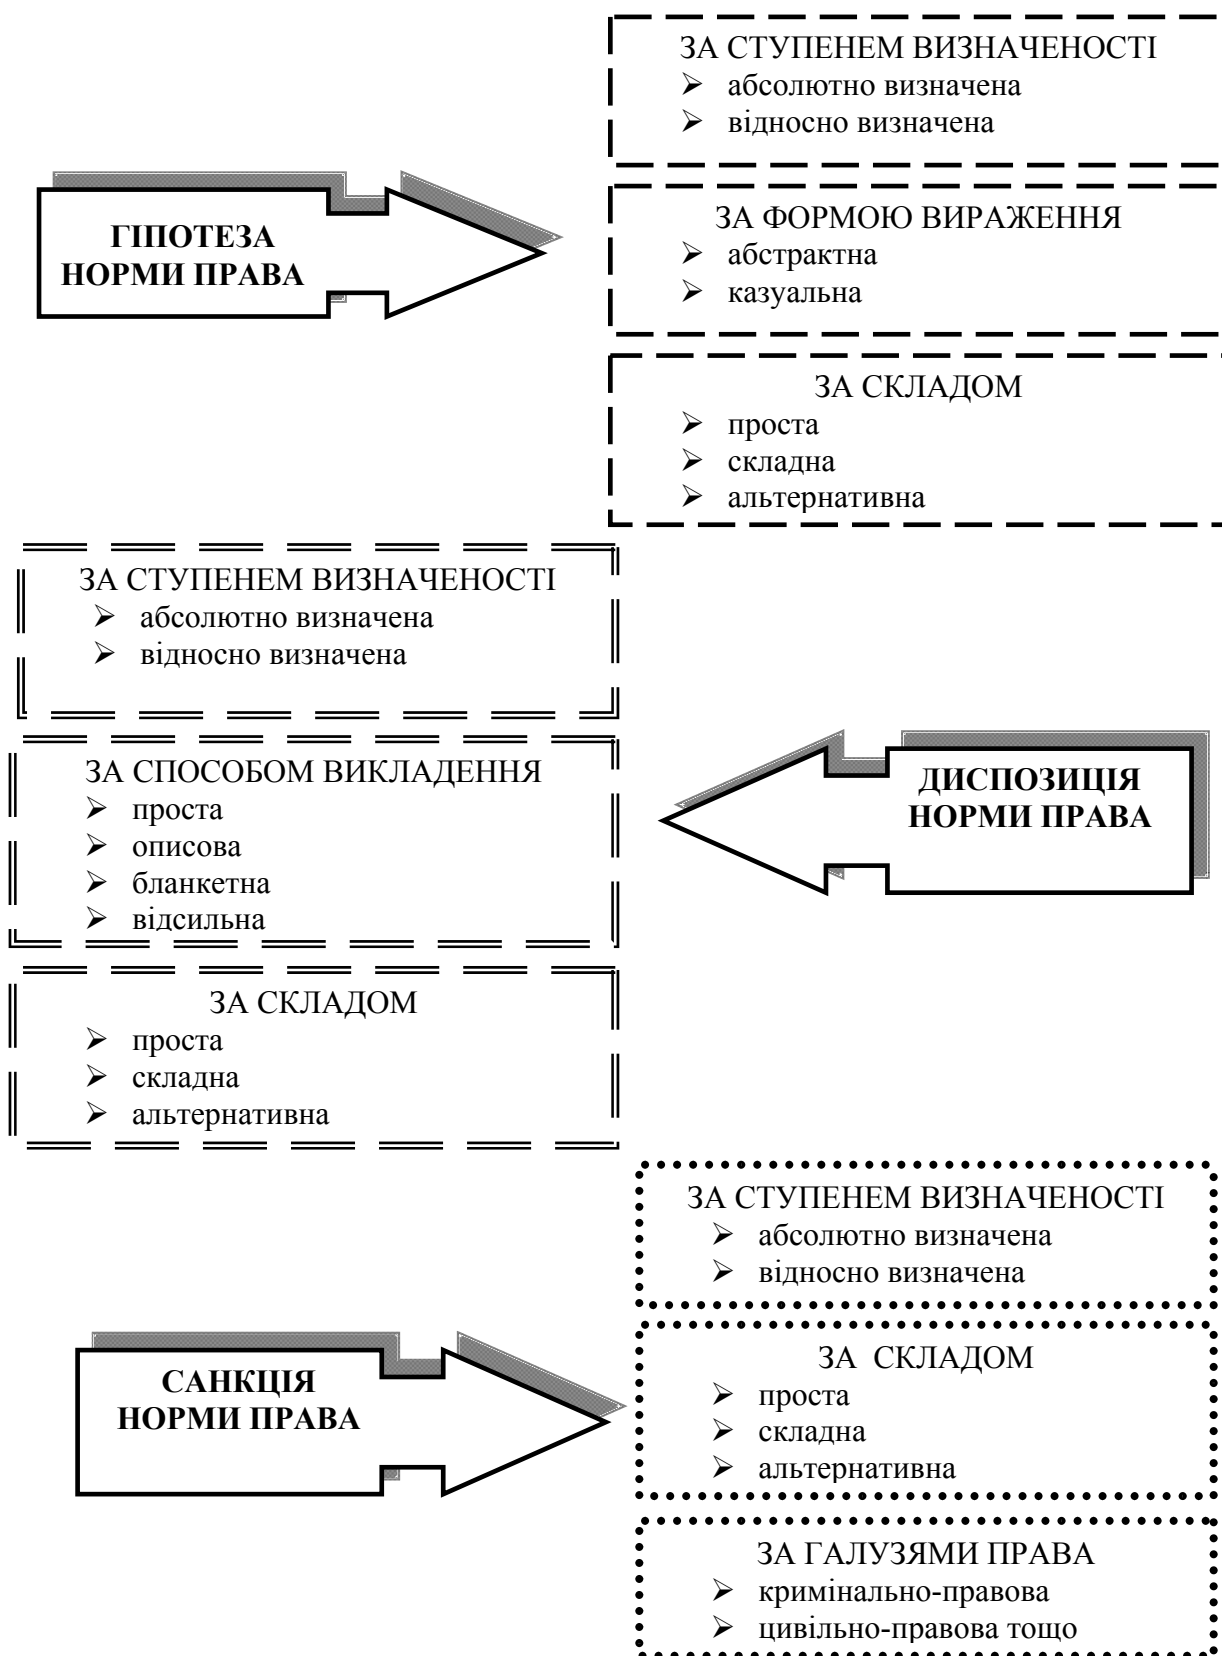 ГІПОТЕЗА
НОРМИ ПРАВА
ЗА СТУПЕНЕМ ВИЗНАЧЕНОСТІ
➢ абсолютно визначена
➢ відносно визначена
ЗА ФОРМОЮ ВИРАЖЕННЯ
➢ абстрактна
➢ казуальна
ЗА СКЛАДОМ
➢ проста
➢ складна
➢ альтернативна
ДИСПОЗИЦІЯ
НОРМИ ПРАВА
ЗА СТУПЕНЕМ ВИЗНАЧЕНОСТІ
➢ абсолютно визначена
➢ відносно визначена
ЗА СПОСОБОМ ВИКЛАДЕННЯ
➢ проста
➢ описова
➢ бланкетна
➢ відсильна
ЗА СКЛАДОМ
➢ проста
➢ складна
➢ альтернативна
САНКЦІЯ
НОРМИ ПРАВА
ЗА СТУПЕНЕМ ВИЗНАЧЕНОСТІ
➢ абсолютно визначена
➢ відносно визначена
ЗА СКЛАДОМ
➢ проста
➢ складна
➢ альтернативна
ЗА ГАЛУЗЯМИ ПРАВА
➢ кримінально-правова
➢ цивільно-правова тощо